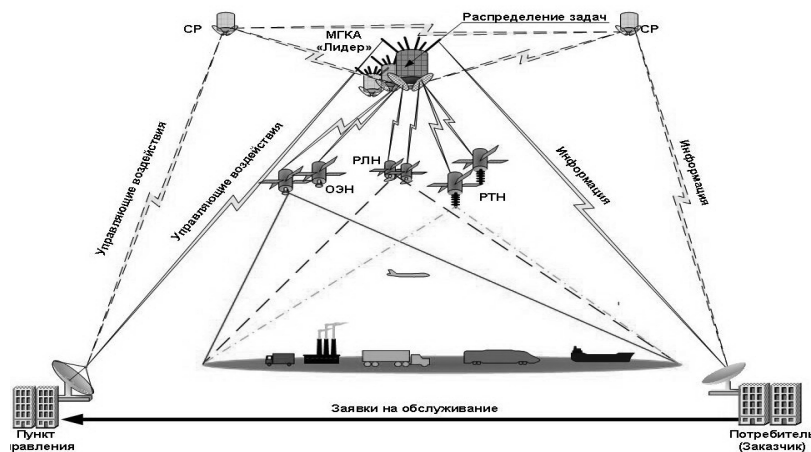 Распределение задач
СР
МГКА
«Лидер»
СР
Управляющие воздействия
Управляющие воздействия
РЛН
ОЭН
РТН
Информация
Информация
Заявки на обслуживание
Пункт
равления
Потребитель
(Заказчик)